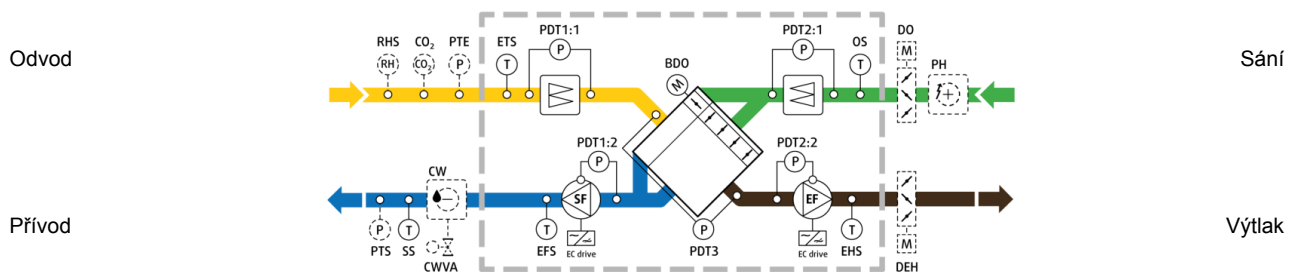 PDT1:1
PDT2:1
RHS CO₂ PTE ETS OS DO
Odvod
RH CO₂ P T P BDO M P T M PH Sání
PDT1:2 PDT2:2
CW P P
SF EF
Přívod
P T T P T M Výtlak
PTS SS EFS EC drive PDT3 EC drive EHS DEH
CWVA